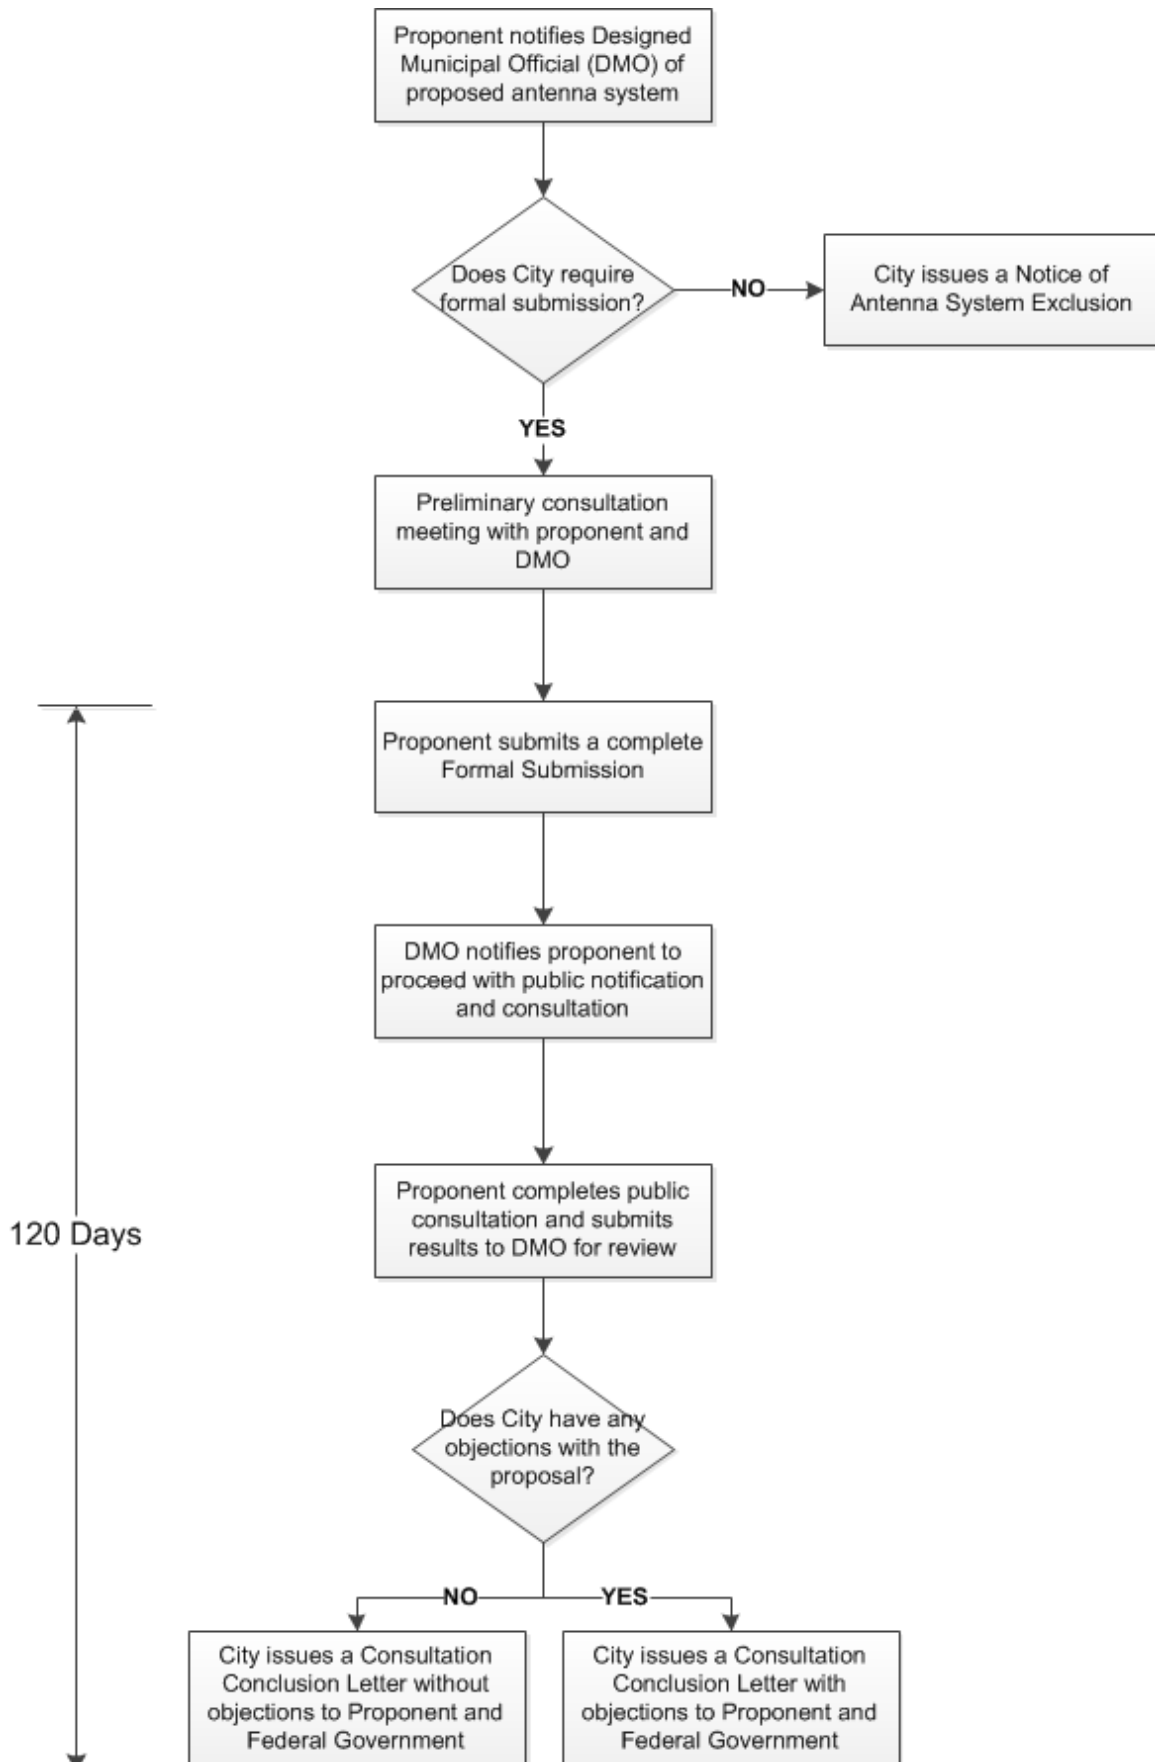 Proponent notifies Designed
Municipal Official (DMO) of
proposed antenna system
Does City require
formal submission?
NO
City issues a Notice of
Antenna System Exclusion
YES
Preliminary consultation
meeting with proponent and
DMO
Proponent submits a complete
Formal Submission
DMO notifies proponent to
proceed with public notification
and consultation
Proponent completes public
consultation and submits
results to DMO for review
120 Days
Does City have any
objections with the
proposal?
NO
YES
City issues a Consultation
Conclusion Letter without
objections to Proponent and
Federal Government
City issues a Consultation
Conclusion Letter with
objections to Proponent and
Federal Government